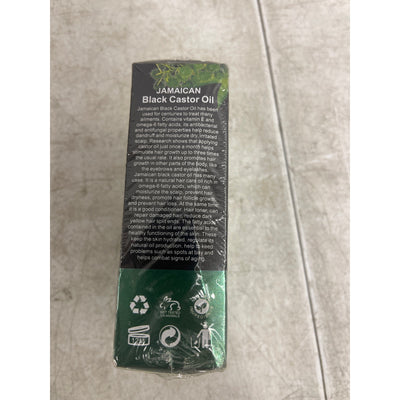 JAMAICAN
Black Castor Oil
Jamaican Black Castor Oil has been
used for centuries to treat many
ailments. Contains vitamin E and
omega-6 fatty acids, its antibacterial
and antifungal properties help reduce
dandruff and moisturize dry, irritated
scalp. Research shows that applying
castor oil just once a month helps
stimulate hair growth up to three times
the usual rate. It also promotes hair
growth in other parts of the body, like
the eyebrows and eyelashes.
Jamaican black castor oil has many
uses. It is a natural hair care oil rich in
omega-6 fatty acids, which can
moisturize the scalp, prevent hair
dryness, promote hair follicle growth
and prevent hair loss. At the same time,
it is a good conditioner. Hair toner, can
repair damaged hair, reduce dark
yellow hair split ends. The fatty acids
contained in the oil are essential to the
healthy functioning of the skin. These
keep the skin hydrated, regulate its
natural oil production, help to keep
problems such as spots at bay and
helps combat signs of aging.
NOT TESTED
ON ANIMALS